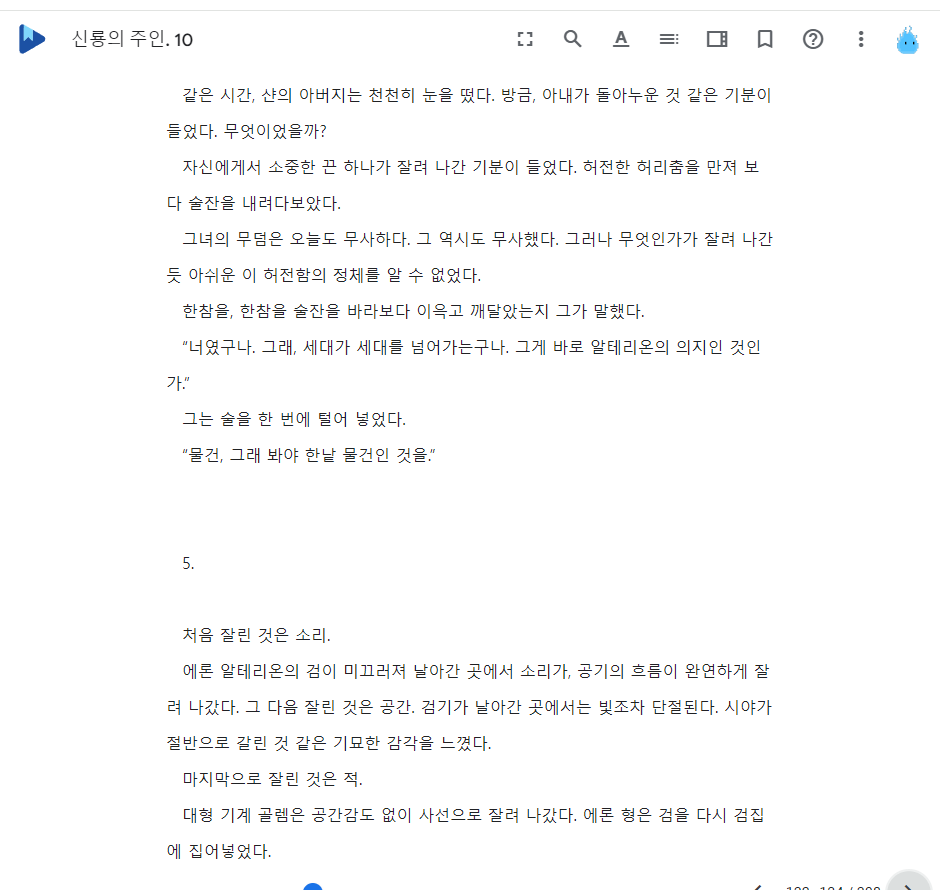 신룡의 주인. 10
같은 시간, 샨의 아버지는 천천히 눈을 떴다. 방금, 아내가 돌아누운 것 같은 기분이
들었다. 무엇이었을까?
자신에게서 소중한 끈 하나가 잘려 나간 기분이 들었다. 허전한 허리춤을 만져 보
다 술잔을 내려다보았다.
그녀의 무덤은 오늘도 무사하다. 그 역시도 무사했다. 그러나 무엇인가가 잘려 나간
듯 아쉬운 이 허전함의 정체를 알 수 없었다.
한참을, 한참을 술잔을 바라보다 이윽고 깨달았는지 그가 말했다.
“너였구나. 그래, 세대가 세대를 넘어가는구나. 그게 바로 알테리온의 의지인 것인
가.”
그는 술을 한 번에 털어 넣었다.
“물건, 그래 봐야 한낱 물건인 것을.”
5.
처음 잘린 것은 소리.
에론 알테리온의 검이 미끄러져 날아간 곳에서 소리가, 공기의 흐름이 완연하게 잘
려 나갔다. 그 다음 잘린 것은 공간. 검기가 날아간 곳에서는 빛조차 단절된다. 시야가
절반으로 갈린 것 같은 기묘한 감각을 느꼈다.
마지막으로 잘린 것은 적.
대형 기계 골렘은 공간감도 없이 사선으로 잘려 나갔다. 에론 형은 검을 다시 검집
에 집어넣었다.